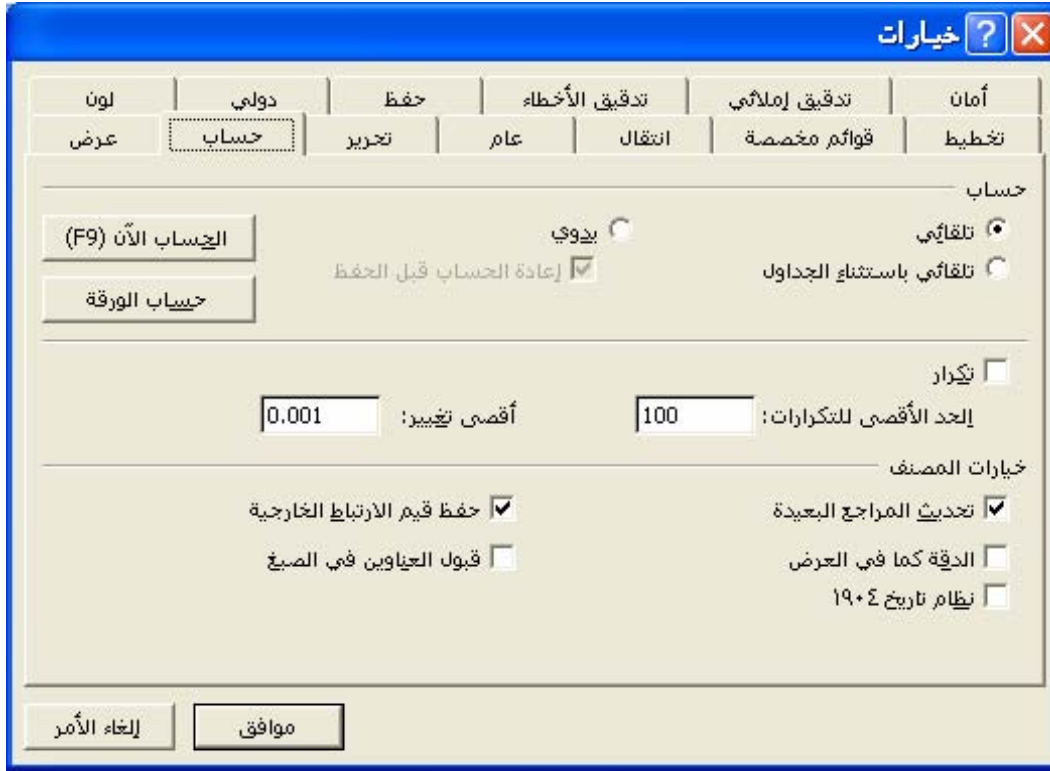 خيارات
أمان تدقيق إملائي تدقيق الأخطاء حفظ دولي لون
تخطيط قوائم مخصصة انتقال عام تحرير حساب عرض
حساب
تلقائي يدوي الحساب الآن (F9)
تلقائي باستثناء الجداول إعادة الحساب قبل الحفظ
حساب الورقة
تكرار
الحد الأقصى للتكرارات: 100 أقصى تغيير: 0.001
خيارات المصنف
تحديث المراجع البعيدة حفظ قيم الارتباط الخارجية
الدقة كما في العرض قبول العناوين في الصيغ
نظام تاريخ ١٩٠٤
موافق إلغاء الأمر